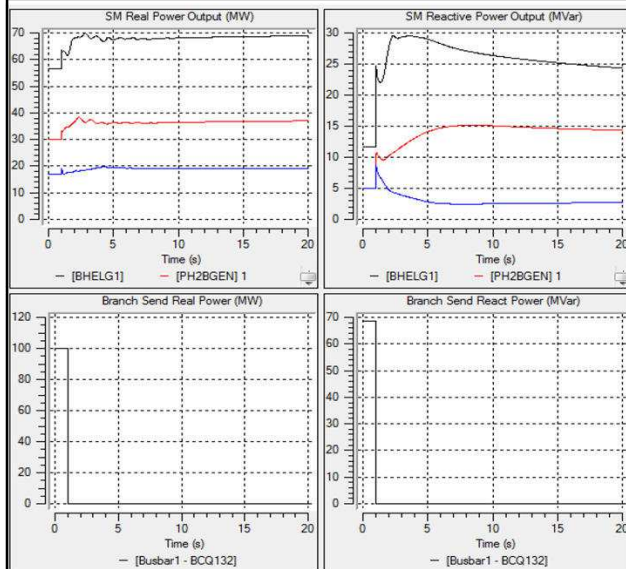 SM Real Power Output (MW)
70
60
50
40
30
20
10
0
0 5 10 15 20
Time (s)
— [BHELG1] — [PH2BGEN] 1
SM Reactive Power Output (MVar)
30
25
20
15
10
5
0
0 5 10 15 20
Time (s)
— [BHELG1] — [PH2BGEN] 1
Branch Send Real Power (MW)
120
100
80
60
40
20
0
0 5 10 15 20
Time (s)
— [Busbar1 - BCQ132]
Branch Send React Power (MVar)
70
60
50
40
30
20
10
0
0 5 10 15 20
Time (s)
— [Busbar1 - BCQ132]